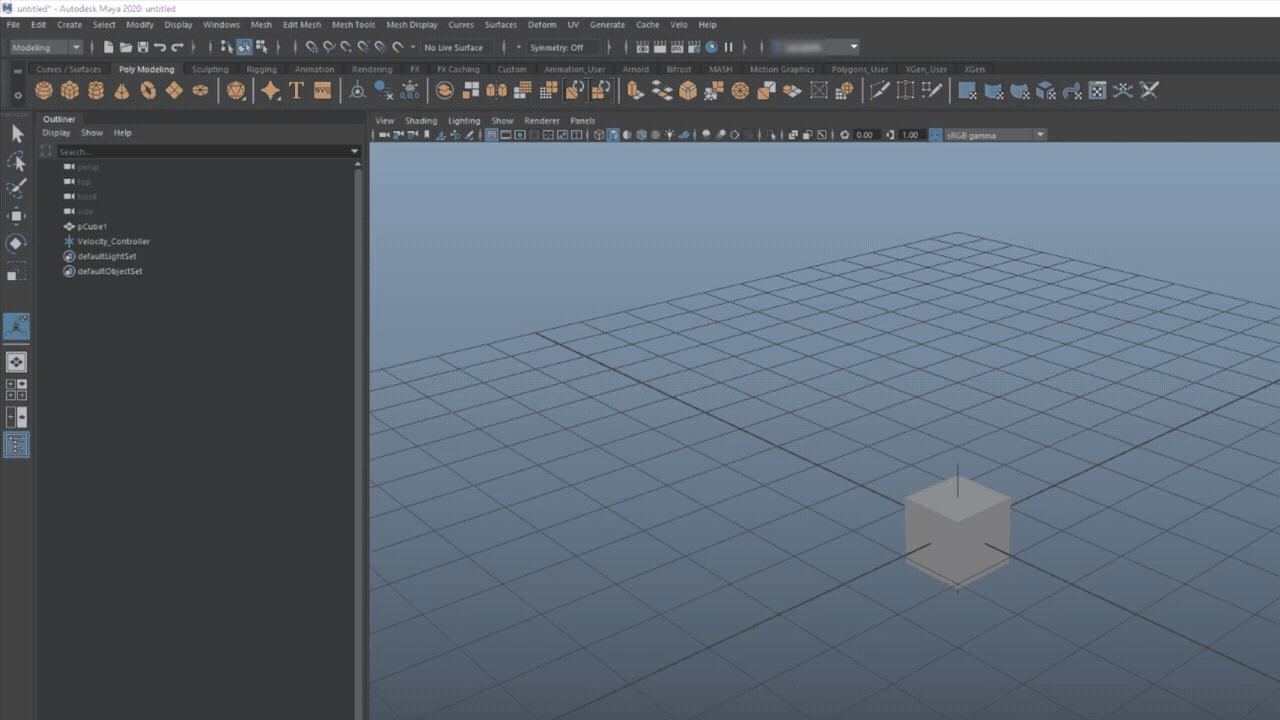 untitled* - Autodesk Maya 2020: untitled
File Edit Create Select Modify Display Windows Mesh Edit Mesh Mesh Tools Mesh Display Curves Surfaces Deform UV Generate Cache Velo Help
Modeling No Live Surface Symmetry: Off
Curves / Surfaces Poly Modeling Sculpting Rigging Animation Rendering FX FX Caching Custom Animation_User Arnold Bifrost MASH Motion Graphics Polygons_User XGen_User XGen
Outliner
Display Show Help
View Shading Lighting Show Renderer Panels
0.00 1.00 sRGB gamma
Search...
persp
top
front
side
pCube1
Velocity_Controller
defaultLightSet
defaultObjectSet